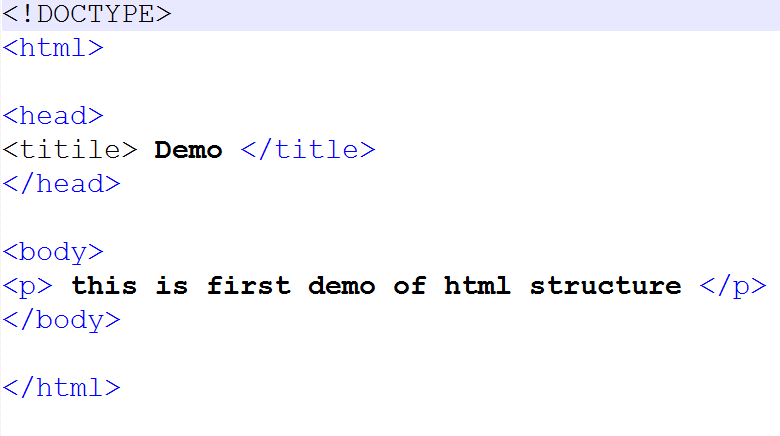 <!DOCTYPE>
<html>
<head>
<titile> Demo </title>
</head>
<body>
<p> this is first demo of html structure </p>
</body>
</html>